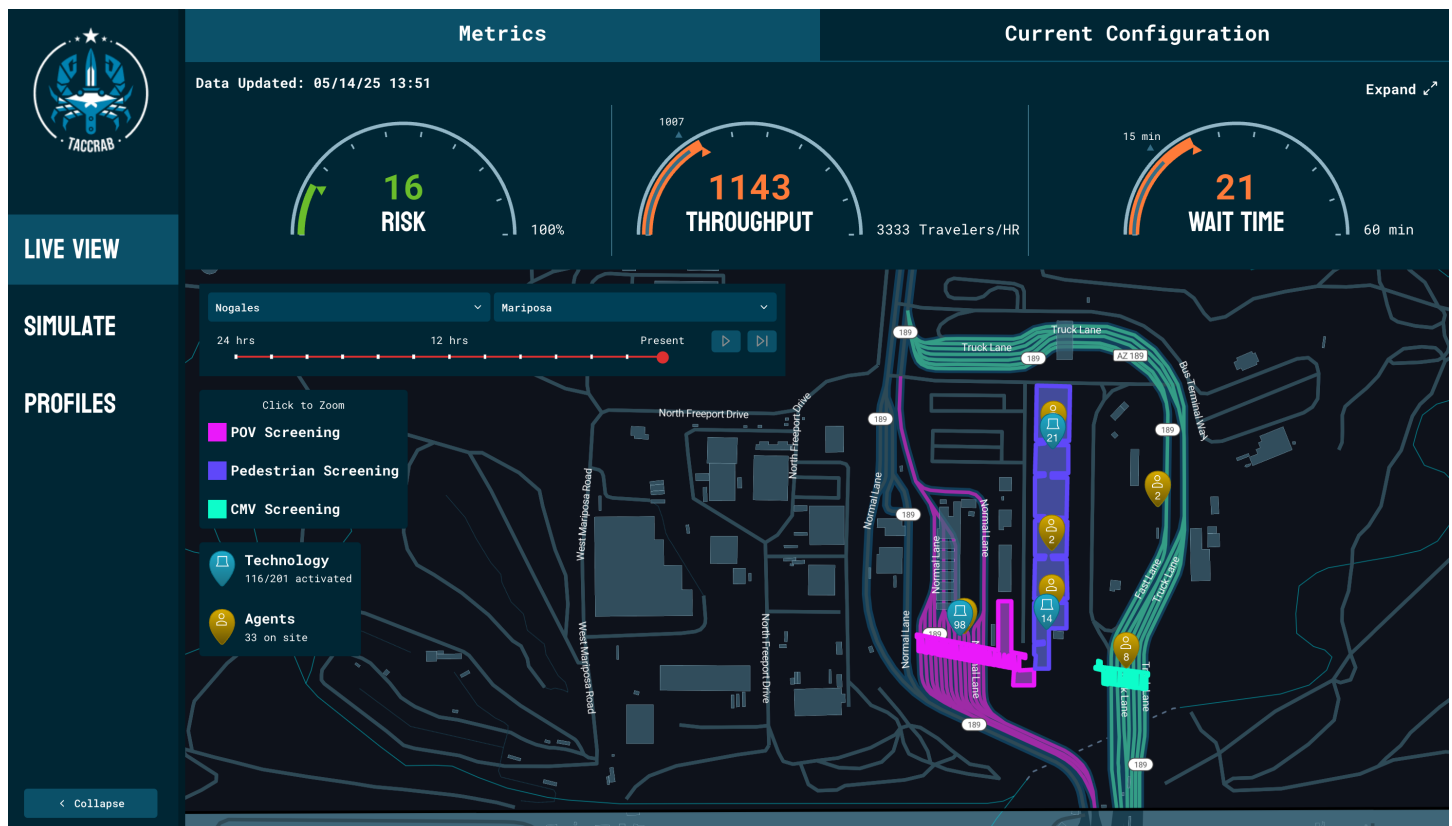 TACCRAB
LIVE VIEW
SIMULATE
PROFILES
Collapse
Metrics
Current Configuration
Data Updated: 05/14/25 13:51
Expand
16
RISK
100%
1007
1143
THROUGHPUT
3333 Travelers/HR
15 min
21
WAIT TIME
60 min
Nogales
Mariposa
24 hrs
12 hrs
Present
Click to Zoom
POV Screening
Pedestrian Screening
CMV Screening
Technology
116/201 activated
Agents
33 on site
North Freeport Drive
North Freeport Drive
North Freeport Drive
West Mariposa Road
West Mariposa Road
189
Truck Lane
Truck Lane
189
AZ 189
Bus Terminal Way
189
189
189
Normal Lane
Normal Lane
Normal Lane
Normal Lane
21
2
2
14
98
8
189
Fast Lane
Truck Lane
Truck Lane
189
189